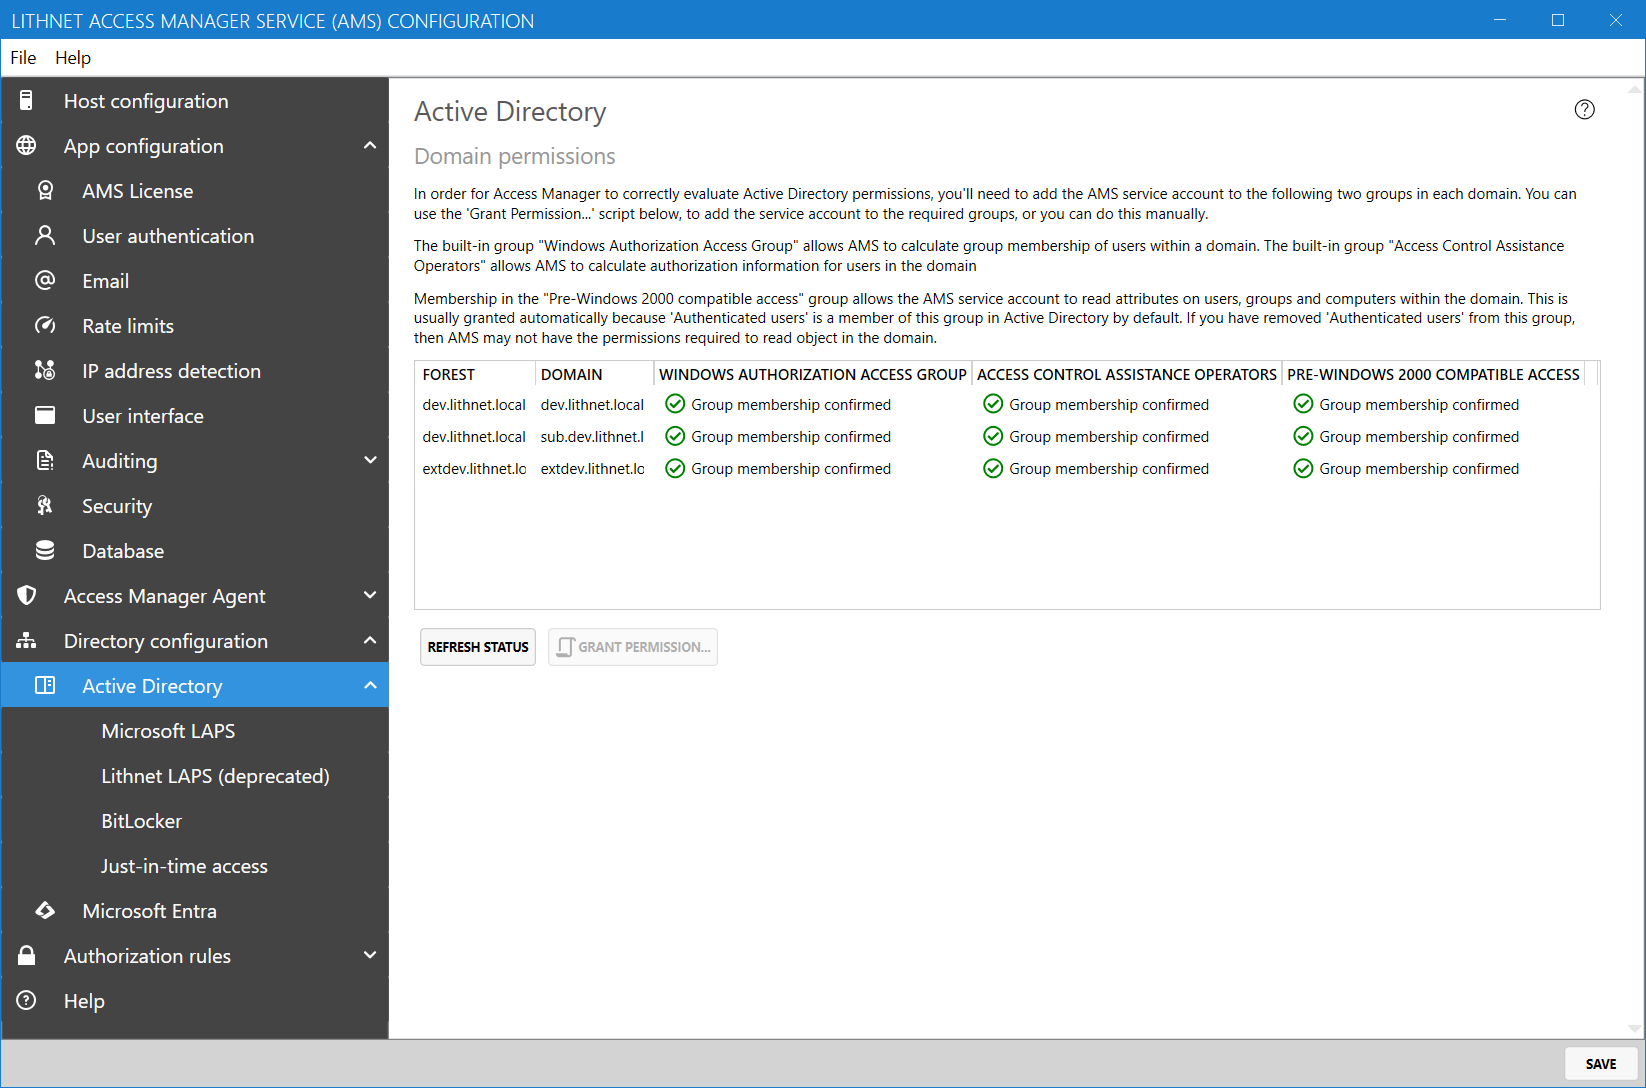 LITHNET ACCESS MANAGER SERVICE (AMS) CONFIGURATION
File Help
Host configuration
App configuration
AMS License
User authentication
Email
Rate limits
IP address detection
User interface
Auditing
Security
Database
Access Manager Agent
Directory configuration
Active Directory
Microsoft LAPS
Lithnet LAPS (deprecated)
BitLocker
Just-in-time access
Microsoft Entra
Authorization rules
Help
Active Directory
Domain permissions
In order for Access Manager to correctly evaluate Active Directory permissions, you'll need to add the AMS service account to the following two groups in each domain. You can
use the 'Grant Permission...' script below, to add the service account to the required groups, or you can do this manually.
The built-in group "Windows Authorization Access Group" allows AMS to calculate group membership of users within a domain. The built-in group "Access Control Assistance
Operators" allows AMS to calculate authorization information for users in the domain
Membership in the "Pre-Windows 2000 compatible access" group allows the AMS service account to read attributes on users, groups and computers within the domain. This is
usually granted automatically because 'Authenticated users' is a member of this group in Active Directory by default. If you have removed 'Authenticated users' from this group,
then AMS may not have the permissions required to read object in the domain.
FOREST DOMAIN WINDOWS AUTHORIZATION ACCESS GROUP ACCESS CONTROL ASSISTANCE OPERATORS PRE-WINDOWS 2000 COMPATIBLE ACCESS
dev.lithnet.local dev.lithnet.local Group membership confirmed Group membership confirmed Group membership confirmed
dev.lithnet.local sub.dev.lithnet.l Group membership confirmed Group membership confirmed Group membership confirmed
extdev.lithnet.lo extdev.lithnet.lo Group membership confirmed Group membership confirmed Group membership confirmed
REFRESH STATUS GRANT PERMISSION...
SAVE